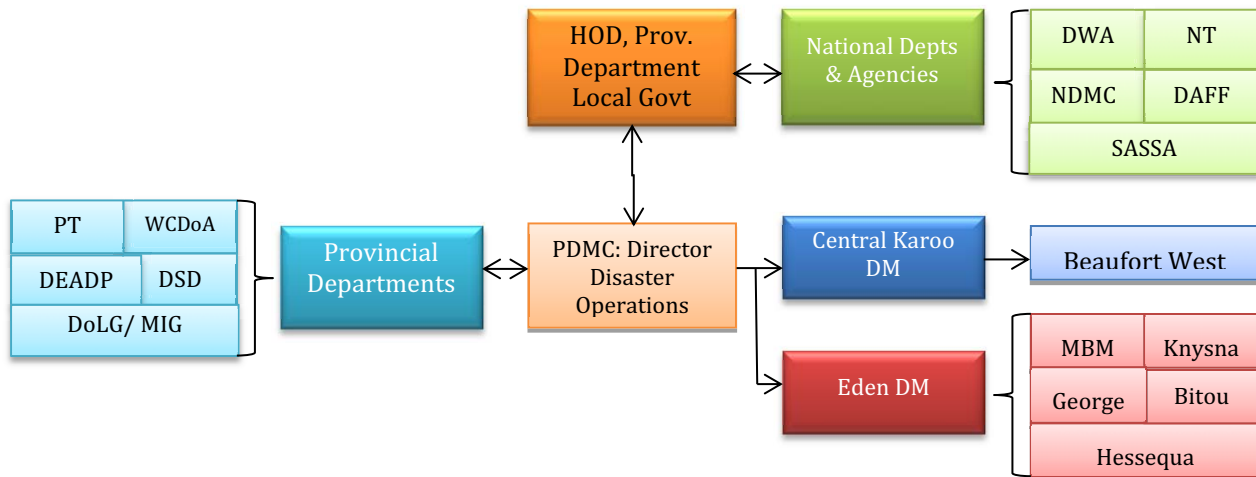 HOD, Prov.
Department
Local Govt
National Depts
& Agencies
DWA
NT
NDMC
DAFF
SASSA
PT
WCDoA
DEADP
DSD
DoLG/ MIG
Provincial
Departments
PDMC: Director
Disaster
Operations
Central Karoo
DM
Beaufort West
Eden DM
MBM
Knysna
George
Bitou
Hessequa